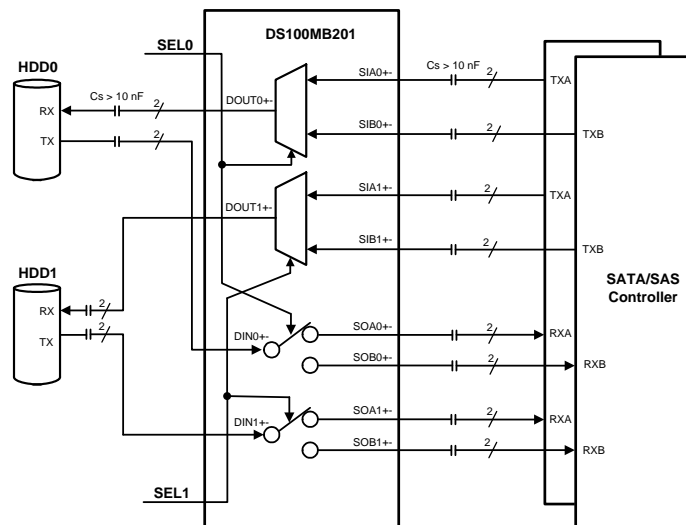 DS100MB201
SEL0
HDD0
Cs > 10 nF
2
RX
TX
2
DOUT0+-
SIA0+-
Cs > 10 nF
2
TXA
SIB0+-
2
TXB
DOUT1+-
SIA1+-
2
TXA
SIB1+-
2
TXB
HDD1
RX
2
TX
2
SATA/SAS
Controller
DIN0+-
SOA0+-
2
RXA
SOB0+-
2
RXB
DIN1+-
SOA1+-
2
RXA
SOB1+-
2
RXB
SEL1